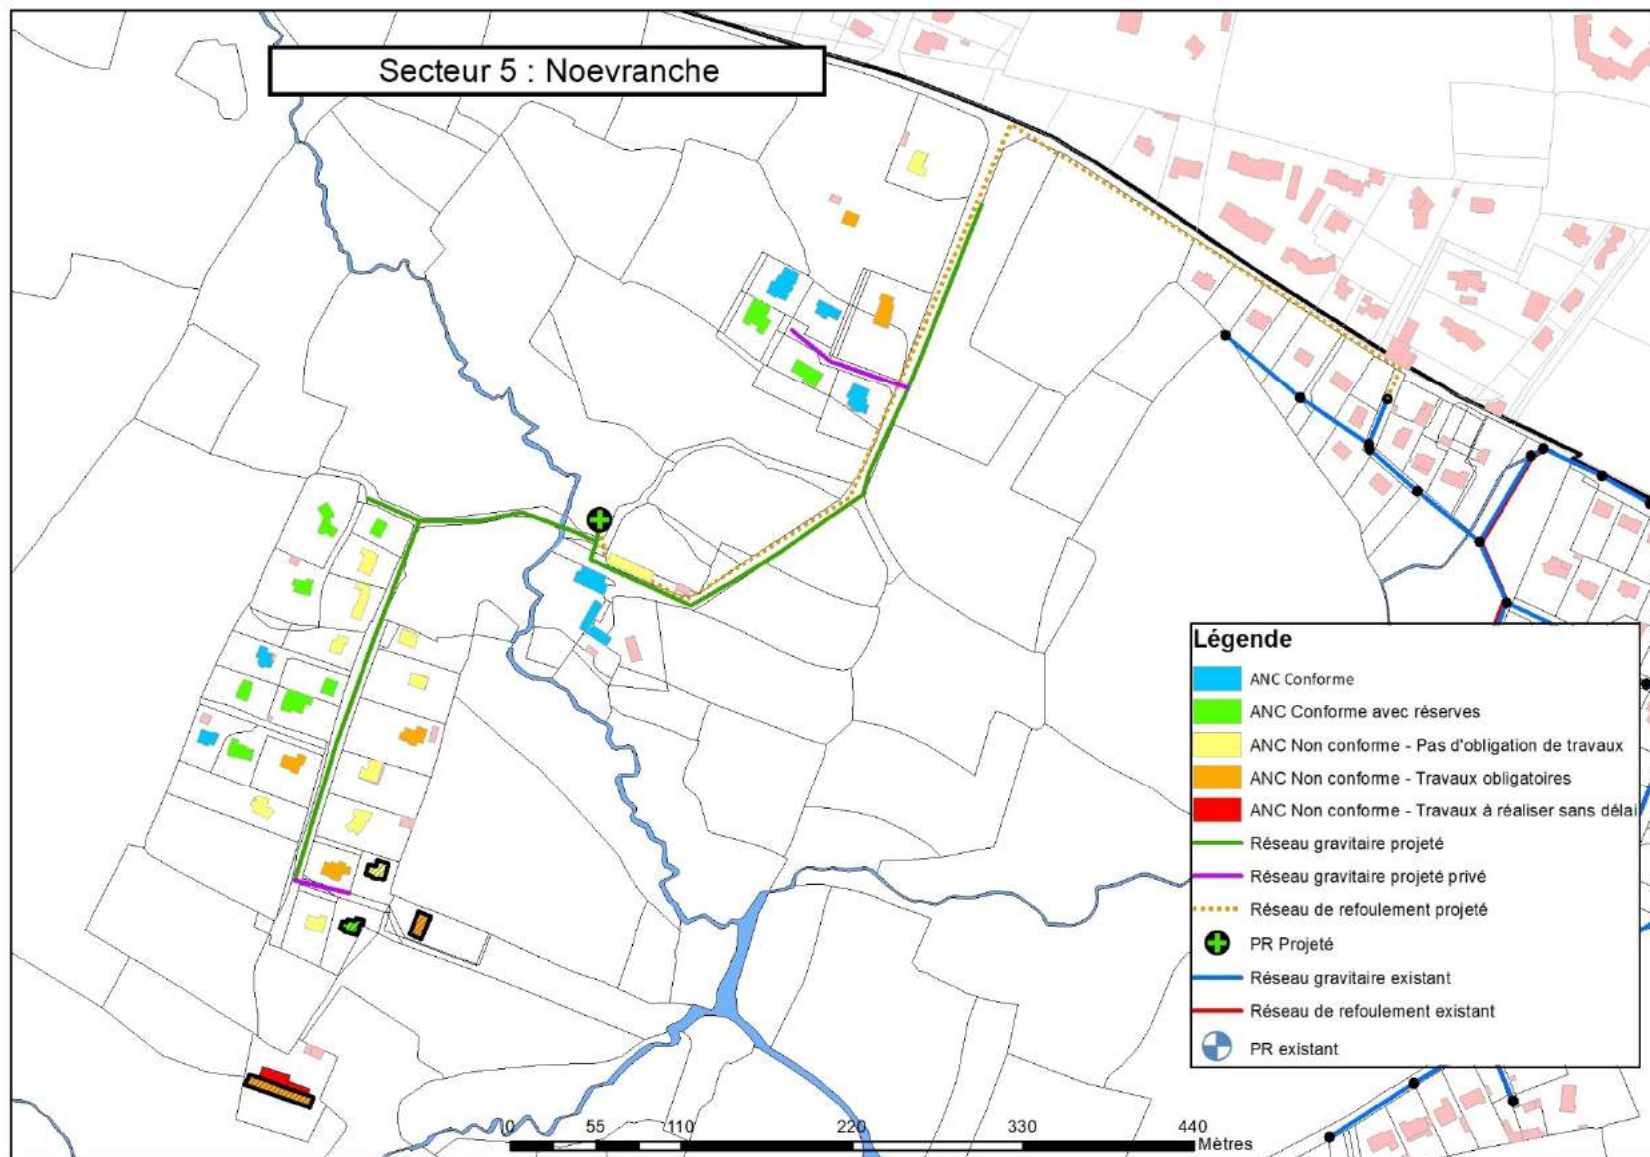 Secteur 5 : Noevranche
Légende
ANC Conforme
ANC Conforme avec réserves
ANC Non conforme - Pas d'obligation de travaux
ANC Non conforme - Travaux obligatoires
ANC Non conforme - Travaux à réaliser sans délai
Réseau gravitaire projeté
Réseau gravitaire projeté privé
Réseau de refoulement projeté
PR Projeté
Réseau gravitaire existant
Réseau de refoulement existant
PR existant
0 55 110 220 330 440
Mètres